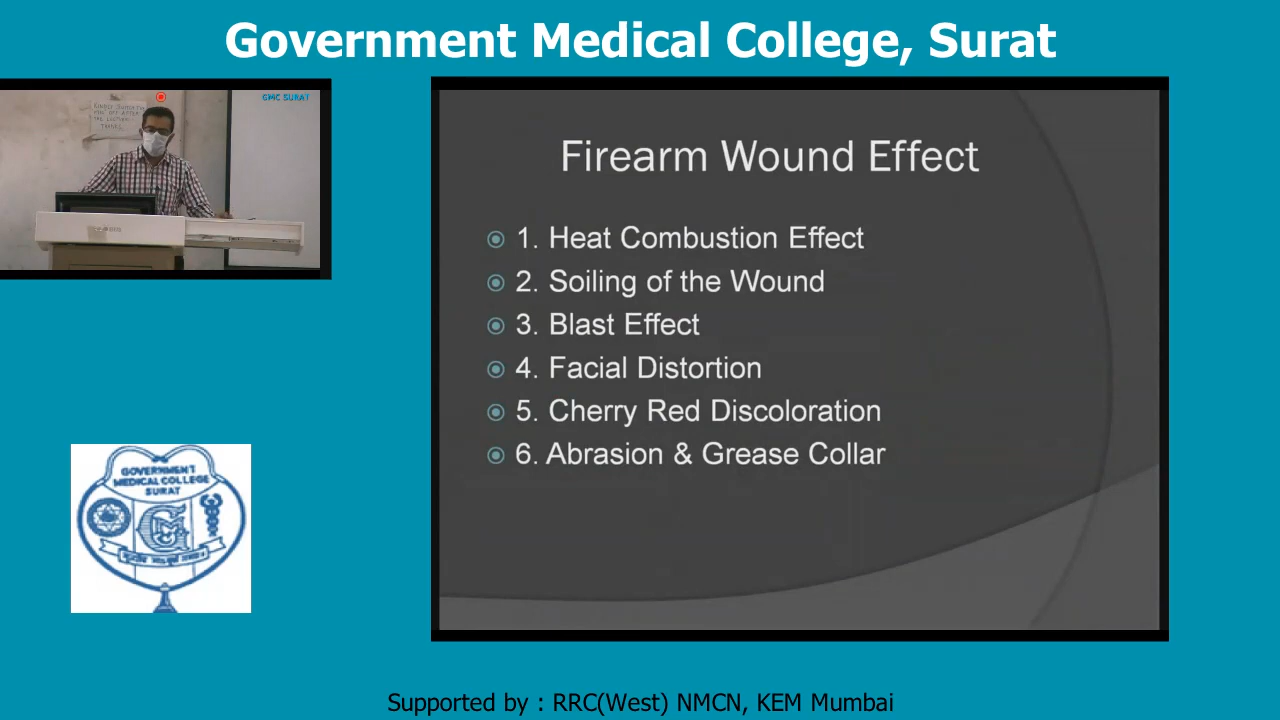 Government Medical College, Surat
GMC SURAT
Firearm Wound Effect
1. Heat Combustion Effect
2. Soiling of the Wound
3. Blast Effect
4. Facial Distortion
5. Cherry Red Discoloration
6. Abrasion & Grease Collar
GOVERNMENT
MEDICAL COLLEGE
SURAT
Supported by : RRC(West) NMCN, KEM Mumbai